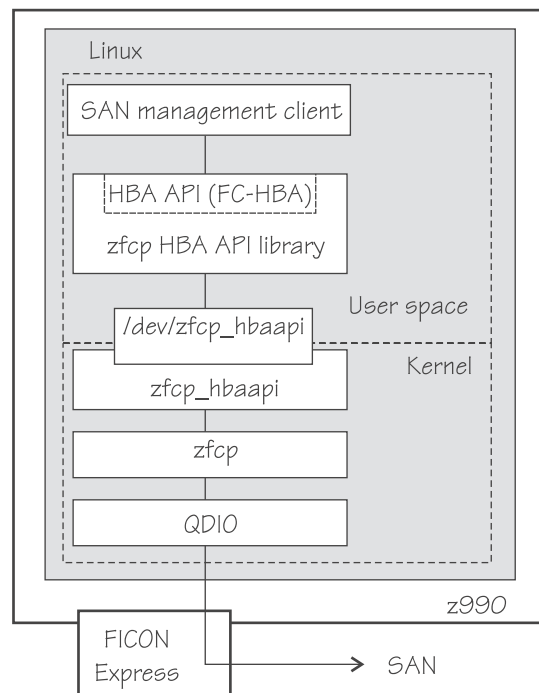 Linux
SAN management client
HBA API (FC-HBA)
zfcp HBA API library
User space
/dev/zfcp_hbaapi
Kernel
zfcp_hbaapi
zfcp
QDIO
z990
FICON
Express
SAN